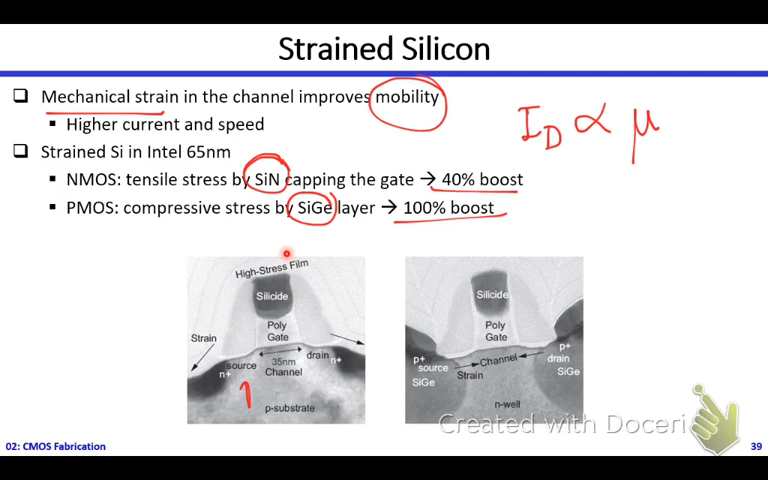 Strained Silicon
❑ Mechanical strain in the channel improves mobility
▪ Higher current and speed
❑ Strained Si in Intel 65nm
▪ NMOS: tensile stress by SiN capping the gate → 40% boost
▪ PMOS: compressive stress by SiGe layer → 100% boost
I_D ∝ μ
High-Stress Film
Silicide
Poly
Gate
Strain
source
n+
35nm
Channel
drain
n+
p-substrate
Silicide
Poly
Gate
p+
source
SiGe
Channel
Strain
p+
drain
SiGe
n-well
Created with Doceri
02: CMOS Fabrication
39